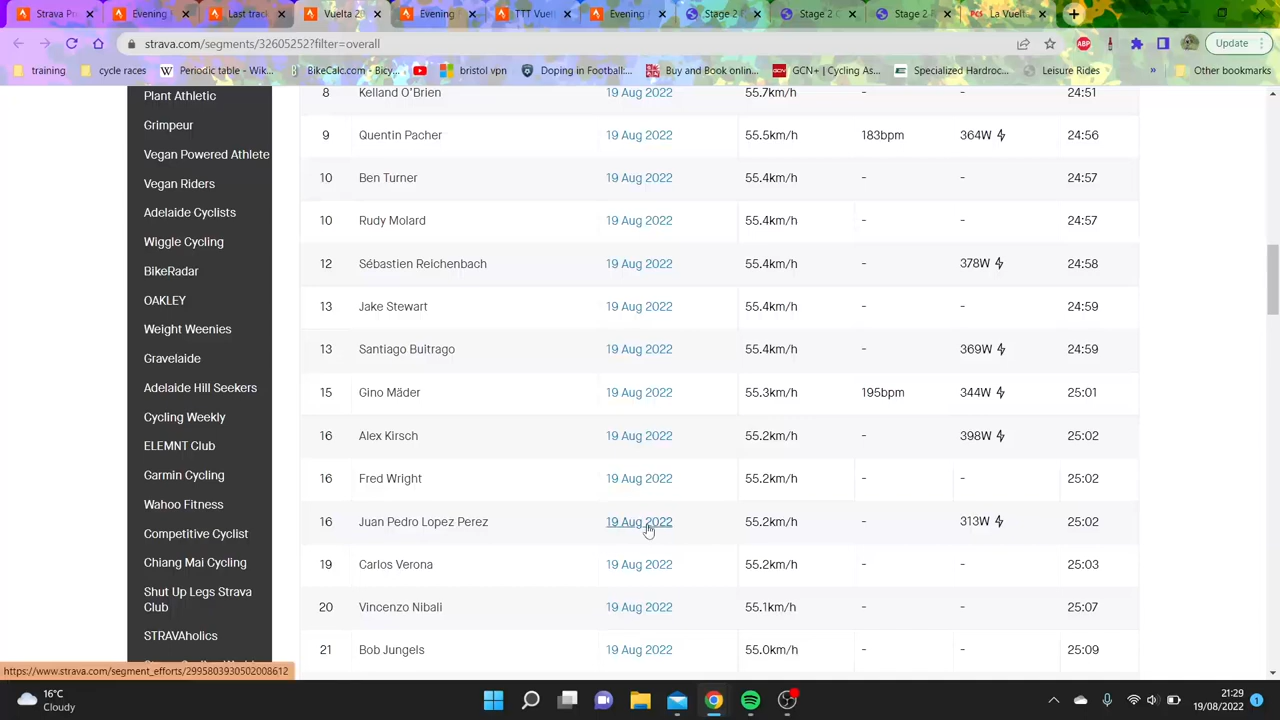 Strava Pr
Evening
Last track
Vuelta 2
Evening
TTT Vuelt
Evening
Stage 2
Stage 2
Stage 2
La Vuelt
strava.com/segments/32605252?filter=overall
Update
training
cycle races
Periodic table - Wik...
BikeCalc.com - Bicy...
bristol vpn
Doping in Football:...
Buy and Book onlin...
GCN+ | Cycling As...
Specialized Hardroc...
Leisure Rides
Other bookmarks
Plant Athletic
Grimpeur
Vegan Powered Athlete
Vegan Riders
Adelaide Cyclists
Wiggle Cycling
BikeRadar
OAKLEY
Weight Weenies
Gravelaide
Adelaide Hill Seekers
Cycling Weekly
ELEMNT Club
Garmin Cycling
Wahoo Fitness
Competitive Cyclist
Chiang Mai Cycling
Shut Up Legs Strava
Club
STRAVAholics
8 Kelland O'Brien 19 Aug 2022 55.7km/h - - 24:51
9 Quentin Pacher 19 Aug 2022 55.5km/h 183bpm 364W 24:56
10 Ben Turner 19 Aug 2022 55.4km/h - - 24:57
10 Rudy Molard 19 Aug 2022 55.4km/h - - 24:57
12 Sébastien Reichenbach 19 Aug 2022 55.4km/h - 378W 24:58
13 Jake Stewart 19 Aug 2022 55.4km/h - - 24:59
13 Santiago Buitrago 19 Aug 2022 55.4km/h - 369W 24:59
15 Gino Mäder 19 Aug 2022 55.3km/h 195bpm 344W 25:01
16 Alex Kirsch 19 Aug 2022 55.2km/h - 398W 25:02
16 Fred Wright 19 Aug 2022 55.2km/h - - 25:02
16 Juan Pedro Lopez Perez 19 Aug 2022 55.2km/h - 313W 25:02
19 Carlos Verona 19 Aug 2022 55.2km/h - - 25:03
20 Vincenzo Nibali 19 Aug 2022 55.1km/h - - 25:07
21 Bob Jungels 19 Aug 2022 55.0km/h - - 25:09
https://www.strava.com/segment_efforts/2995803930502008612
16°C
Cloudy
21:29
19/08/2022